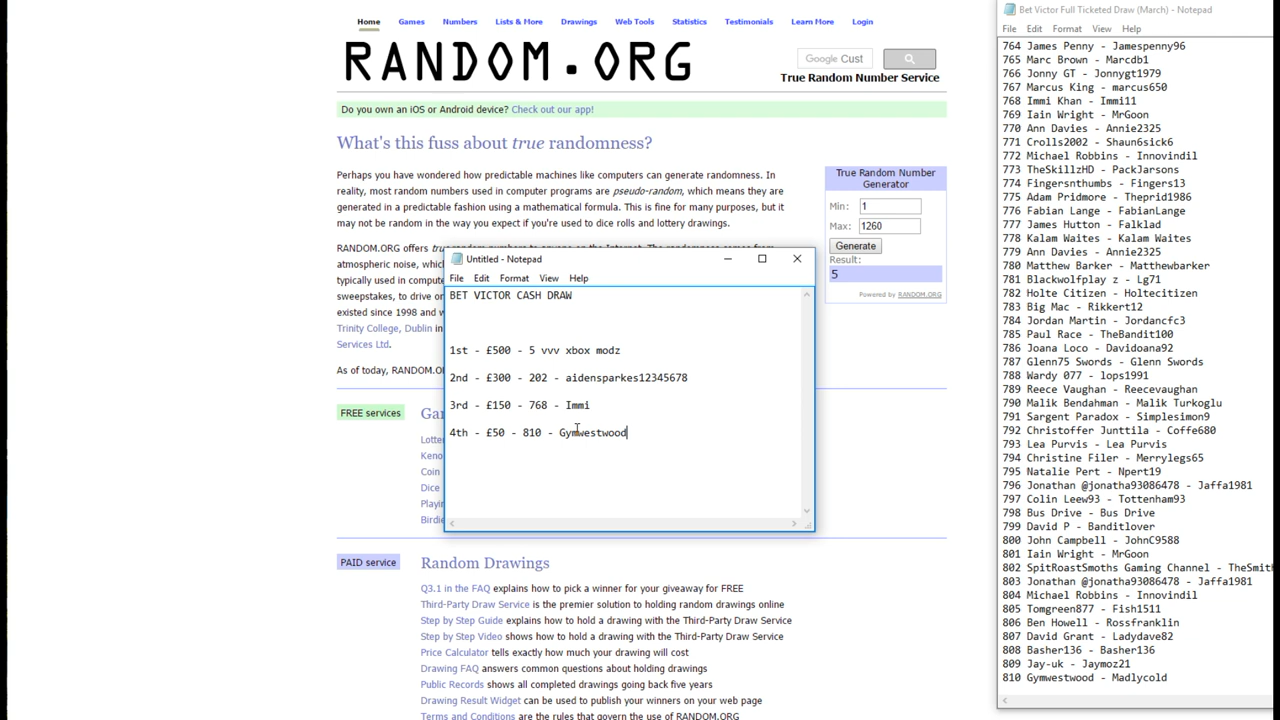 Home Games Numbers Lists & More Drawings Web Tools Statistics Testimonials Learn More Login
RANDOM.ORG
Google Cust
True Random Number Service
Do you own an iOS or Android device? Check out our app!
What's this fuss about true randomness?
Perhaps you have wondered how predictable machines like computers can generate randomness. In
reality, most random numbers used in computer programs are pseudo-random, which means they are
generated in a predictable fashion using a mathematical formula. This is fine for many purposes, but it
may not be random in the way you expect if you're used to dice rolls and lottery drawings.
RANDOM.ORG offers
atmospheric noise,
typically used in
sweepstakes, to drive
existed since 1998 and
Trinity College, Dublin in
Services Ltd.
As of today,
True Random Number
Generator
Min: 1
Max: 1260
Generate
Result:
5
Powered by RANDOM.ORG
Untitled - Notepad
File Edit Format View Help
BET VICTOR CASH DRAW
1st - £500 - 5 vvv xbox modz
2nd - £300 - 202 - aidensparkes12345678
3rd - £150 - 768 - Immi
4th - £50 - 810 - Gymwestwood
FREE services
Keno
Coin
Dice
PAID service
Random Drawings
Q3.1 in the FAQ explains how to pick a winner for your giveaway for FREE
Third-Party Draw Service is the premier solution to holding random drawings online
Step by Step Guide explains how to hold a drawing with the Third-Party Draw Service
Step by Step Video shows how to hold a drawing with the Third-Party Draw Service
Price Calculator tells exactly how much your drawing will cost
Drawing FAQ answers common questions about holding drawings
Public Records shows all completed drawings going back five years
Drawing Result Widget can be used to publish your winners on your web page
Terms and Conditions are the rules that govern the use of RANDOM.ORG
Bet Victor Full Ticketed Draw (March) - Notepad
File Edit Format View Help
764 James Penny - Jamespenny96
765 Marc Brown - Marcdb1
766 Jonny GT - Jonnygt1979
767 Marcus King - marcus650
768 Immi Khan - Immi11
769 Iain Wright - MrGoon
770 Ann Davies - Annie2325
771 Crolls2002 - Shaun6sick6
772 Michael Robbins - Innovindil
773 TheSkillzHD - PackJarsons
774 Fingersnthumbs - Fingers13
775 Adam Pridmore - Theprid1986
776 Fabian Lange - FabianLange
777 James Hutton - Falklad
778 Kalam Waites - Kalam Waites
779 Ann Davies - Annie2325
780 Matthew Barker - Matthewbarker
781 Blackwolfplay z - Lg71
782 Holte Citizen - Holtecitizen
783 Big Mac - Rikkert12
784 Jordan Martin - Jordancfc3
785 Paul Race - TheBandit100
786 Joana Loco - Davidoana92
787 Glenn75 Swords - Glenn Swords
788 Wardy 077 - lops1991
789 Reece Vaughan - Reecevaughan
790 Malik Bendahman - Malik Turkoglu
791 Sargent Paradox - Simplesimon9
792 Christoffer Junttila - Coffe680
793 Lea Purvis - Lea Purvis
794 Christine Filer - Merrylegs65
795 Natalie Pert - Npert19
796 Jonathan @jonatha93086478 - Jaffa1981
797 Colin Leew93 - Tottenham93
798 Bus Drive - Bus Drive
799 David P - Banditlover
800 John Campbell - JohnC9588
801 Iain Wright - MrGoon
802 SpitRoastSmoths Gaming Channel - TheSmith
803 Jonathan @jonatha93086478 - Jaffa1981
804 Michael Robbins - Innovindil
805 Tomgreen877 - Fish1511
806 Ben Howell - Rossfranklin
807 David Grant - Ladydave82
808 Basher136 - Basher136
809 Jay-uk - Jaymoz21
810 Gymwestwood - Madlycold